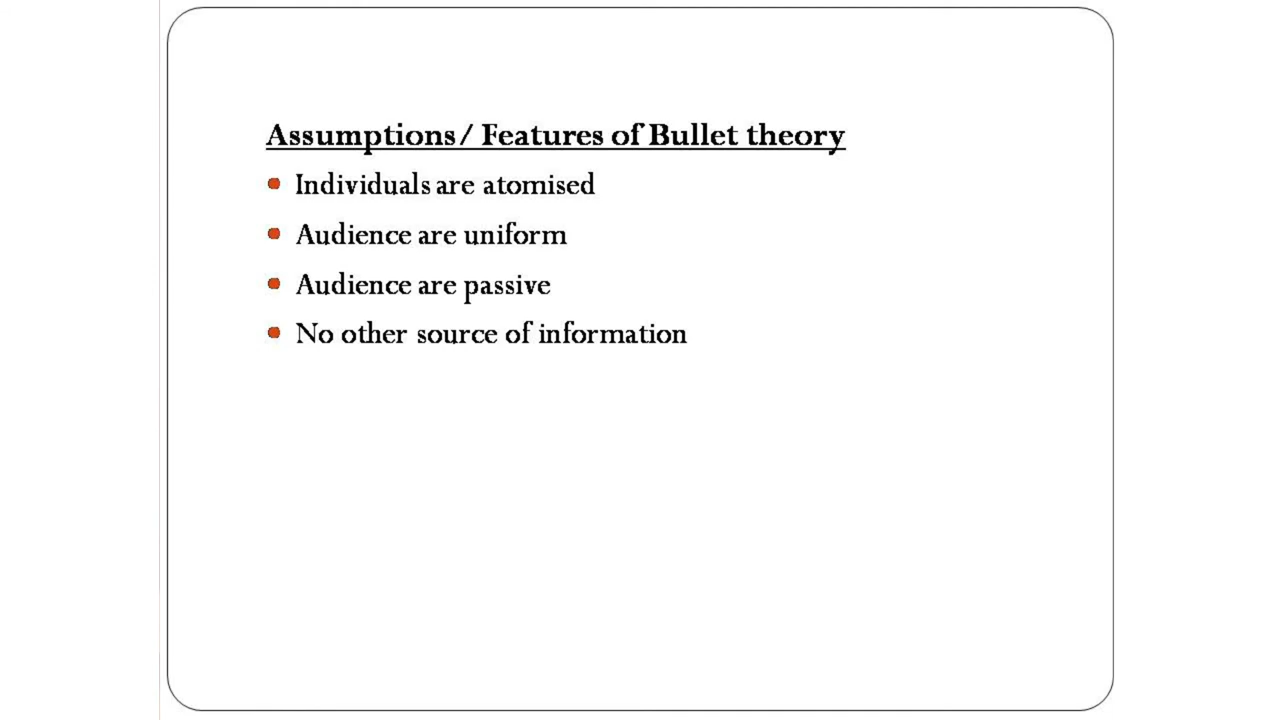 Assumptions/ Features of Bullet theory
Individuals are atomised
Audience are uniform
Audience are passive
No other source of information